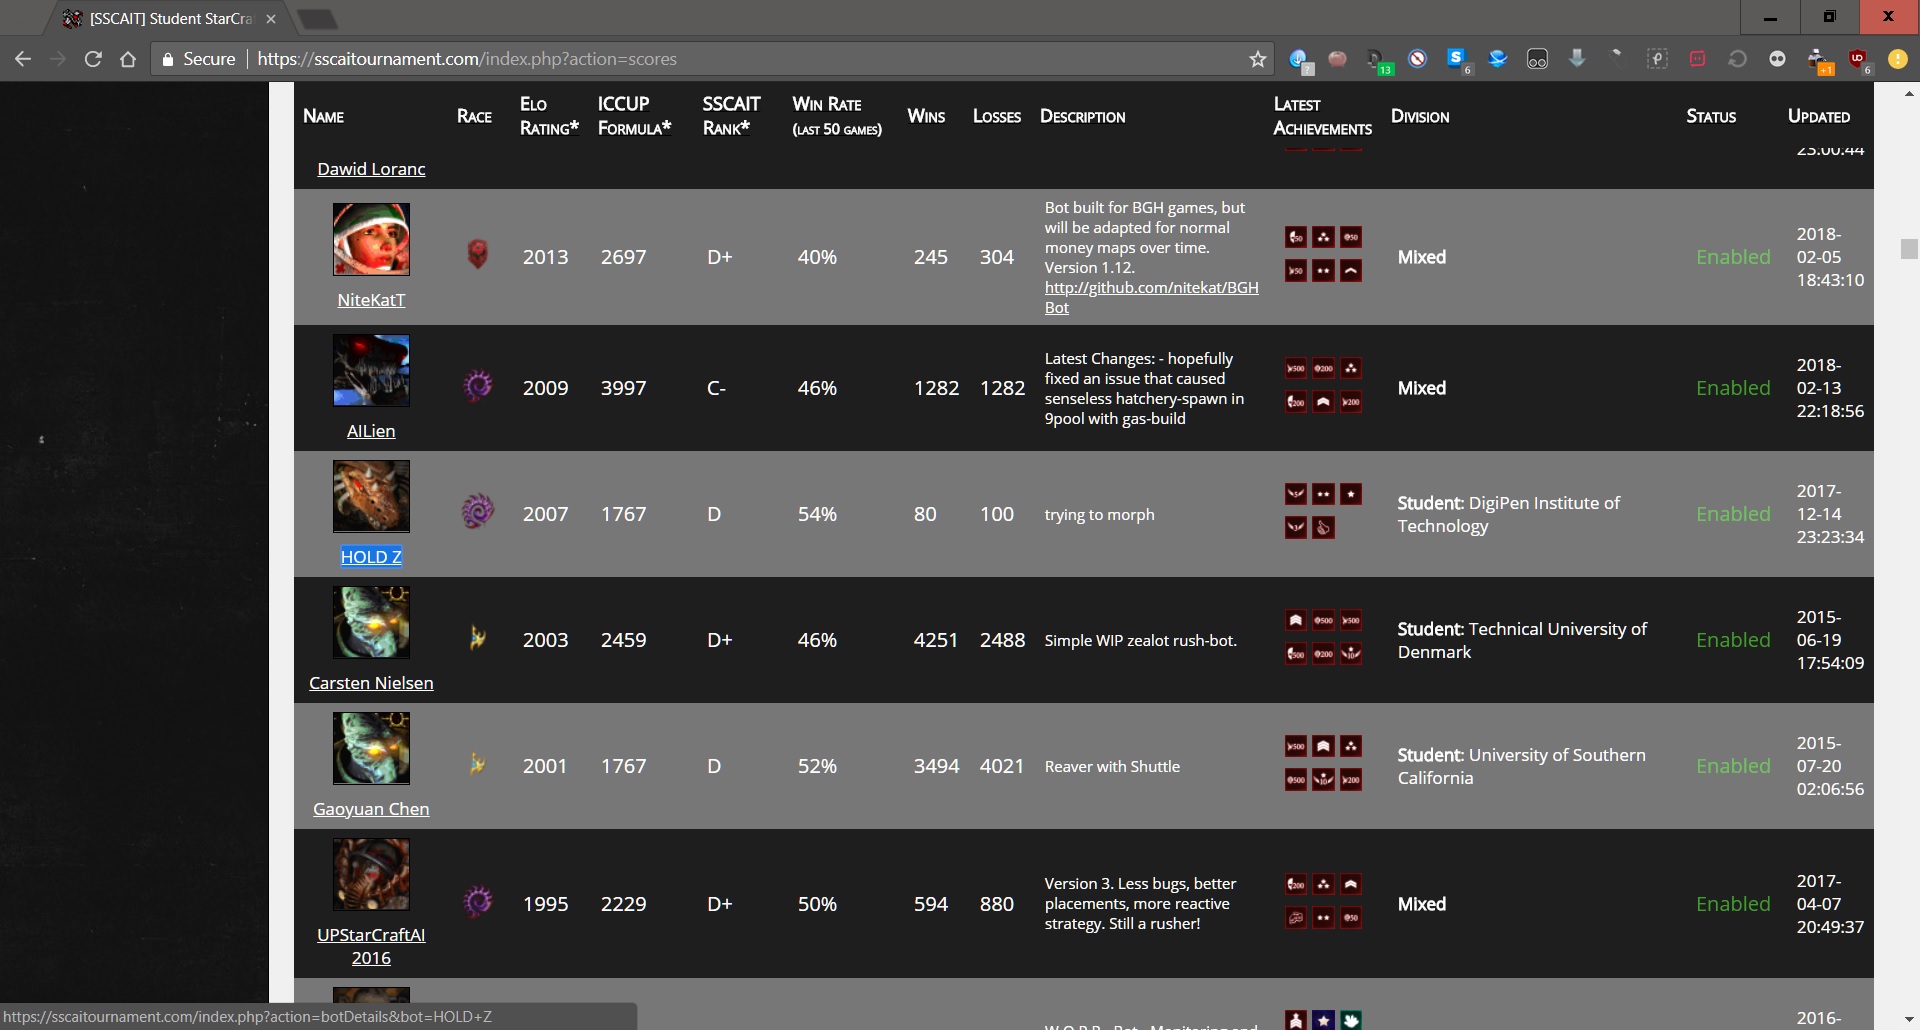 [SSCAIT] Student StarCra
Secure
https://sscaitournament.com/index.php?action=scores
?
13
6
+1
6
Name
Race
Elo
Rating*
ICCUP
Formula*
SSCAIT
Rank*
Win Rate
(last 50 games)
Wins
Losses
Description
Latest
Achievements
Division
Status
Updated
Dawid Loranc
23:00:44
NiteKatT
2013
2697
D+
40%
245
304
Bot built for BGH games, but
will be adapted for normal
money maps over time.
Version 1.12.
http://github.com/nitekat/BGH
Bot
Mixed
Enabled
2018-
02-05
18:43:10
AILien
2009
3997
C-
46%
1282
1282
Latest Changes: - hopefully
fixed an issue that caused
senseless hatchery-spawn in
9pool with gas-build
Mixed
Enabled
2018-
02-13
22:18:56
HOLD Z
2007
1767
D
54%
80
100
trying to morph
Student: DigiPen Institute of
Technology
Enabled
2017-
12-14
23:23:34
Carsten Nielsen
2003
2459
D+
46%
4251
2488
Simple WIP zealot rush-bot.
Student: Technical University of
Denmark
Enabled
2015-
06-19
17:54:09
Gaoyuan Chen
2001
1767
D
52%
3494
4021
Reaver with Shuttle
Student: University of Southern
California
Enabled
2015-
07-20
02:06:56
UPStarCraftAI
2016
1995
2229
D+
50%
594
880
Version 3. Less bugs, better
placements, more reactive
strategy. Still a rusher!
Mixed
Enabled
2017-
04-07
20:49:37
2016-
https://sscaitournament.com/index.php?action=botDetails&bot=HOLD+Z